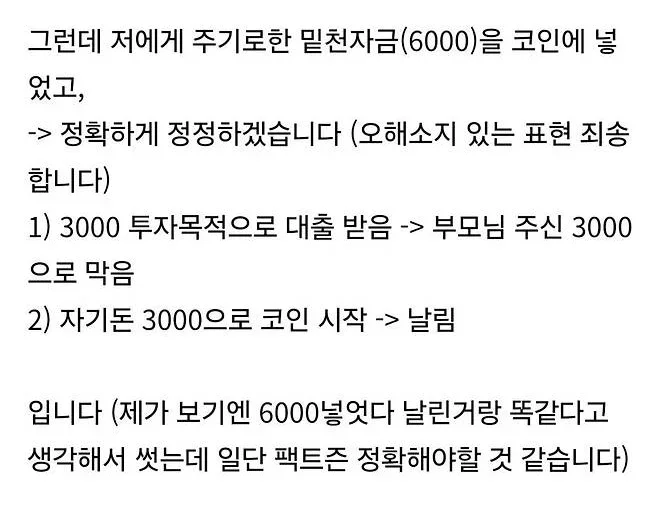 그런데 저에게 주기로한 밑천자금(6000)을 코인에 넣
었고,
-> 정확하게 정정하겠습니다 (오해소지 있는 표현 죄송
합니다)
1) 3000 투자목적으로 대출 받음 -> 부모님 주신 3000
으로 막음
2) 자기돈 3000으로 코인 시작 -> 날림
입니다 (제가 보기엔 6000넣엇다 날린거랑 똑같다고
생각해서 썻는데 일단 팩트즌 정확해야할 것 같습니다)